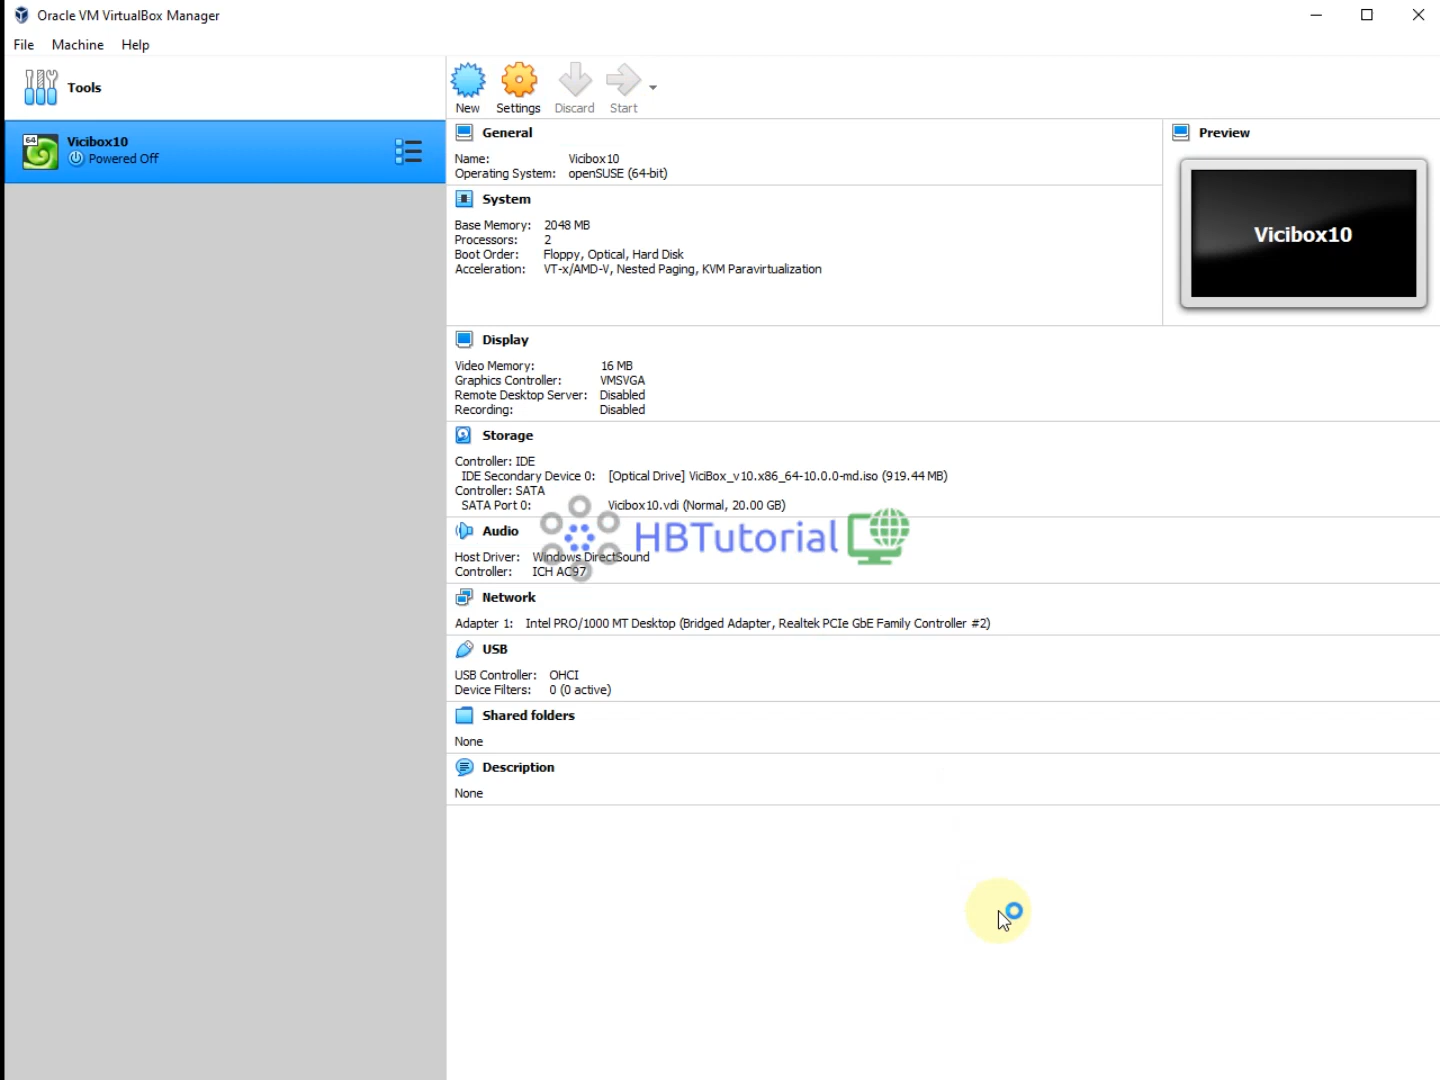 Oracle VM VirtualBox Manager
File Machine Help
Tools
New Settings Discard Start
64
Vicibox10
Powered Off
General
Name: Vicibox10
Operating System: openSUSE (64-bit)
Preview
Vicibox10
System
Base Memory: 2048 MB
Processors: 2
Boot Order: Floppy, Optical, Hard Disk
Acceleration: VT-x/AMD-V, Nested Paging, KVM Paravirtualization
Display
Video Memory: 16 MB
Graphics Controller: VMSVGA
Remote Desktop Server: Disabled
Recording: Disabled
Storage
Controller: IDE
IDE Secondary Device 0: [Optical Drive] ViciBox_v10.x86_64-10.0.0-md.iso (919.44 MB)
Controller: SATA
SATA Port 0: Vicibox10.vdi (Normal, 20.00 GB)
HBTutorial
Audio
Host Driver: Windows DirectSound
Controller: ICH AC97
Network
Adapter 1: Intel PRO/1000 MT Desktop (Bridged Adapter, Realtek PCIe GbE Family Controller #2)
USB
USB Controller: OHCI
Device Filters: 0 (0 active)
Shared folders
None
Description
None